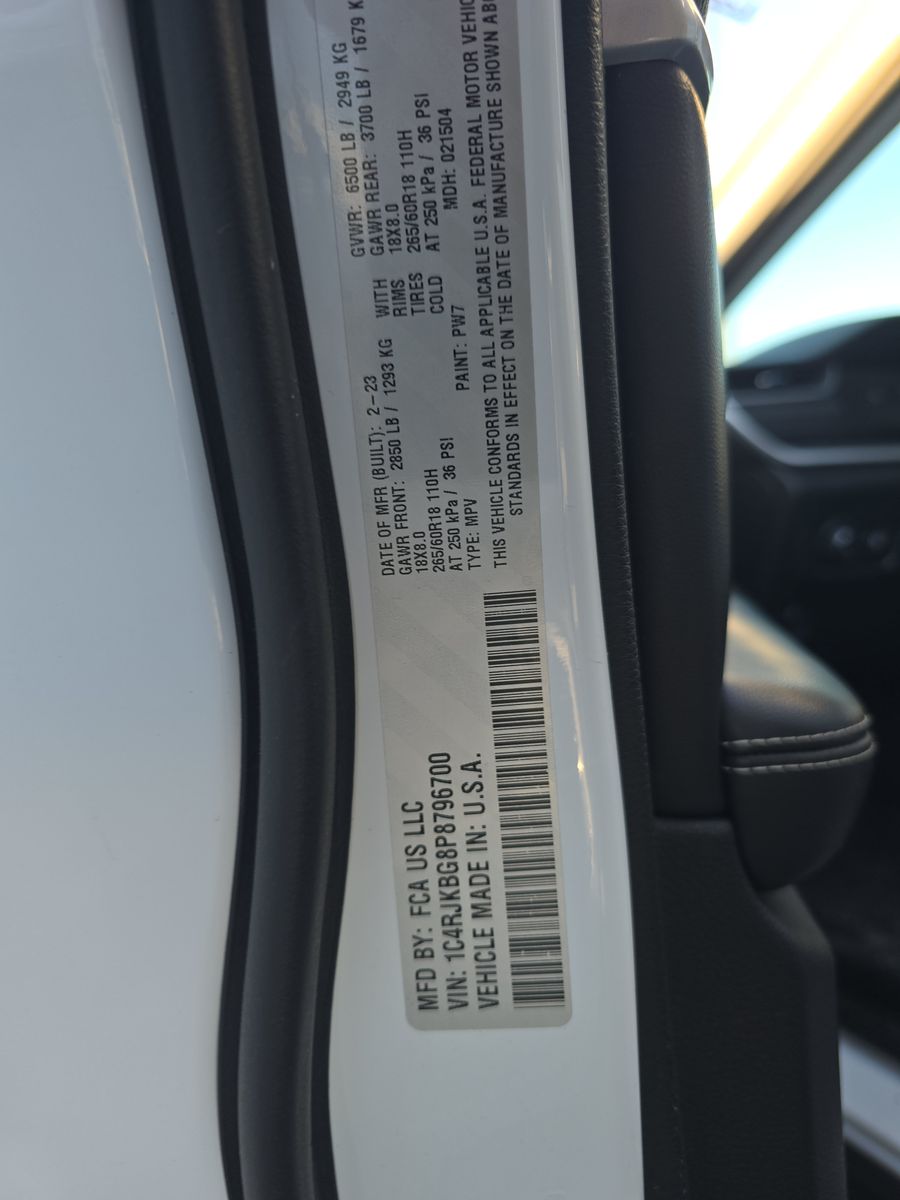 MFD BY: FCA US LLC
VIN: 1C4RJKBG8P8796700
VEHICLE MADE IN: U.S.A.
DATE OF MFR (BUILT): 2-23 GVWR: 6500 LB / 2949 KG
GAWR FRONT: 2850 LB / 1293 KG WITH GAWR REAR: 3700 LB / 1679 K
18X8.0 RIMS 18X8.0
265/60R18 110H TIRES 265/60R18 110H
AT 250 kPa / 36 PSI COLD AT 250 kPa / 36 PSI
TYPE: MPV PAINT: PW7 MDH: 021504
THIS VEHICLE CONFORMS TO ALL APPLICABLE U.S.A. FEDERAL MOTOR VEHIC
STANDARDS IN EFFECT ON THE DATE OF MANUFACTURE SHOWN ABO